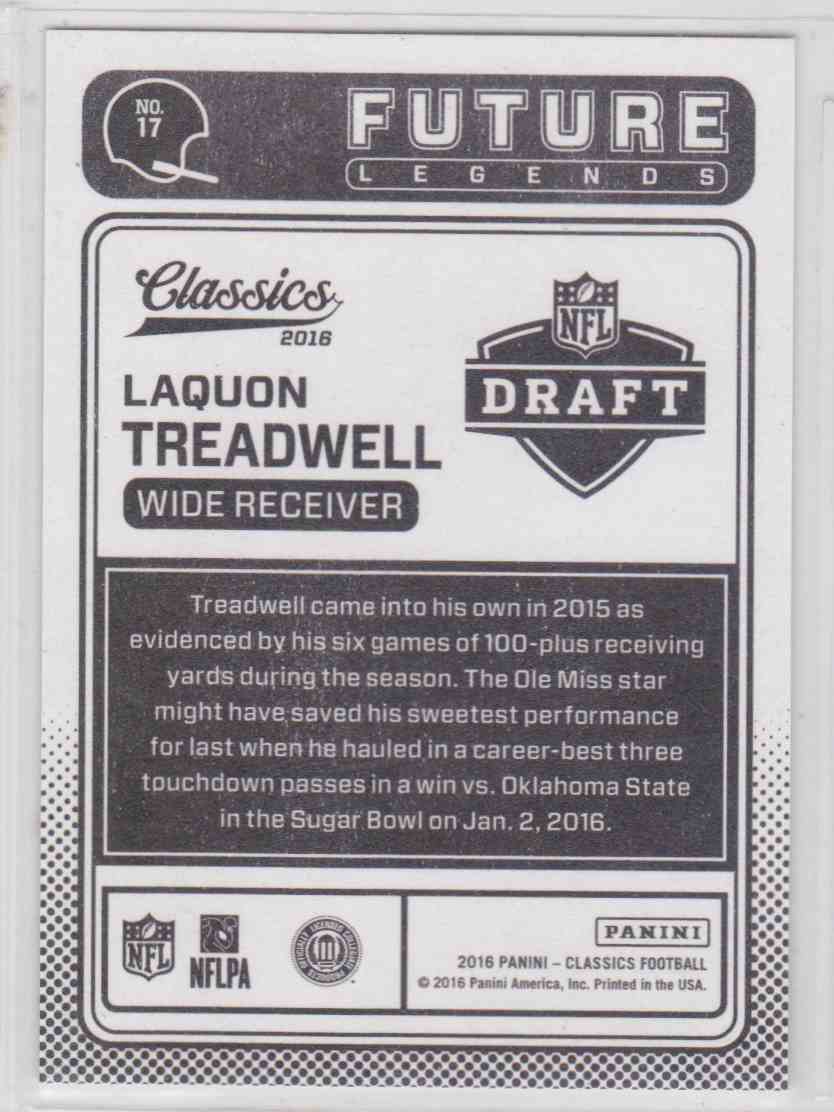 NO.
17
FUTURE
LEGENDS
Classics
2016
NFL
DRAFT
LAQUON
TREADWELL
WIDE RECEIVER
Treadwell came into his own in 2015 as
evidenced by his six games of 100-plus receiving
yards during the season. The Ole Miss star
might have saved his sweetest performance
for last when he hauled in a career-best three
touchdown passes in a win vs. Oklahoma State
in the Sugar Bowl on Jan. 2, 2016.
NFL
NFLPA
OFFICIALLY LICENSED COLLEGIATE PRODUCTS
PANINI
2016 PANINI – CLASSICS FOOTBALL
© 2016 Panini America, Inc. Printed in the USA.